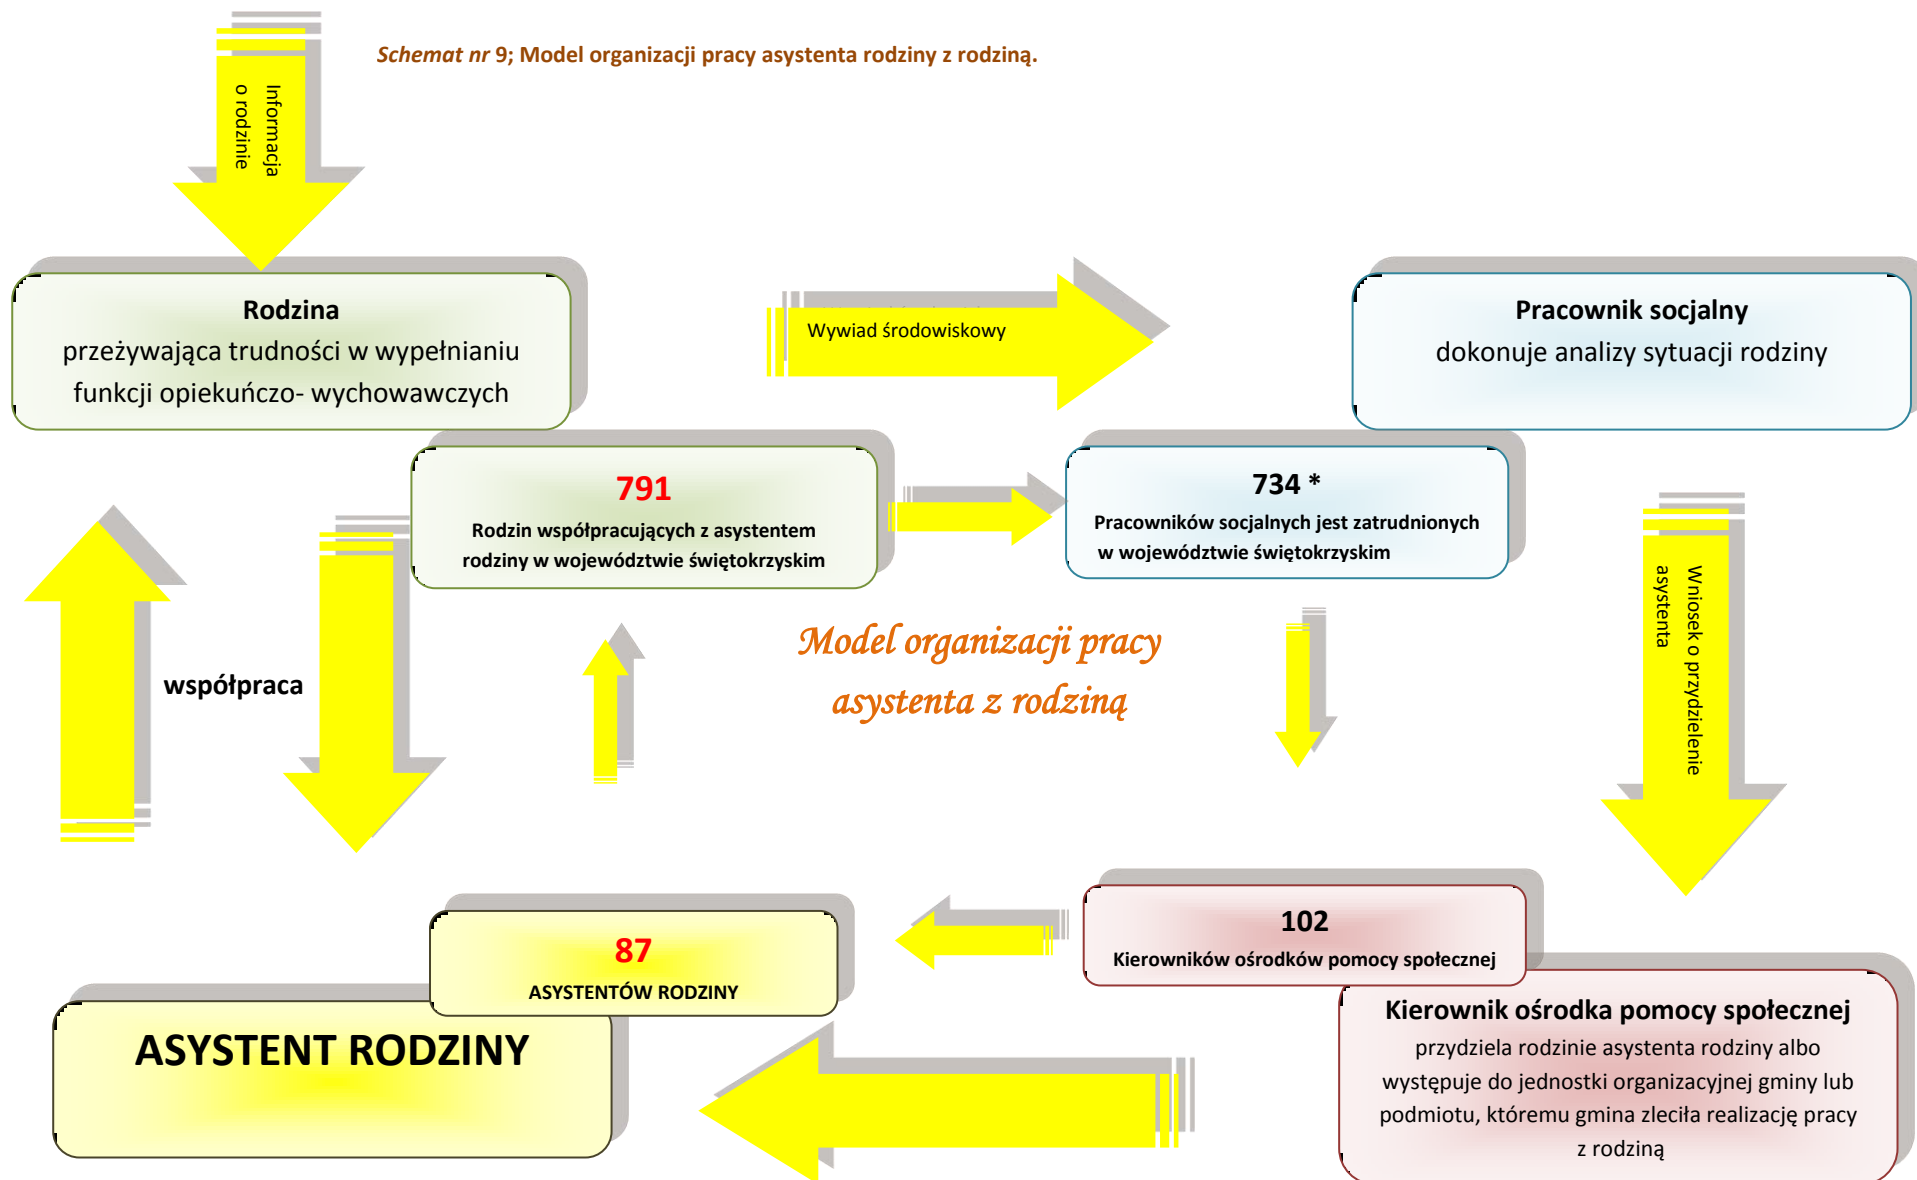 Schemat nr 9; Model organizacji pracy asystenta rodziny z rodziną.
Informacja
o rodzinie
Rodzina
przeżywająca trudności w wypełnianiu
funkcji opiekuńczo- wychowawczych
Wywiad środowiskowy
Pracownik socjalny
dokonuje analizy sytuacji rodziny
791
Rodzin współpracujących z asystentem
rodziny w województwie świętokrzyskim
734 *
Pracowników socjalnych jest zatrudnionych
w województwie świętokrzyskim
Wniosek o przydzielenie
asystenta
współpraca
Model organizacji pracy
asystenta z rodziną
87
ASYSTENTÓW RODZINY
ASYSTENT RODZINY
102
Kierowników ośrodków pomocy społecznej
Kierownik ośrodka pomocy społecznej
przydziela rodzinie asystenta rodziny albo
występuje do jednostki organizacyjnej gminy lub
podmiotu, któremu gmina zleciła realizację pracy
z rodziną